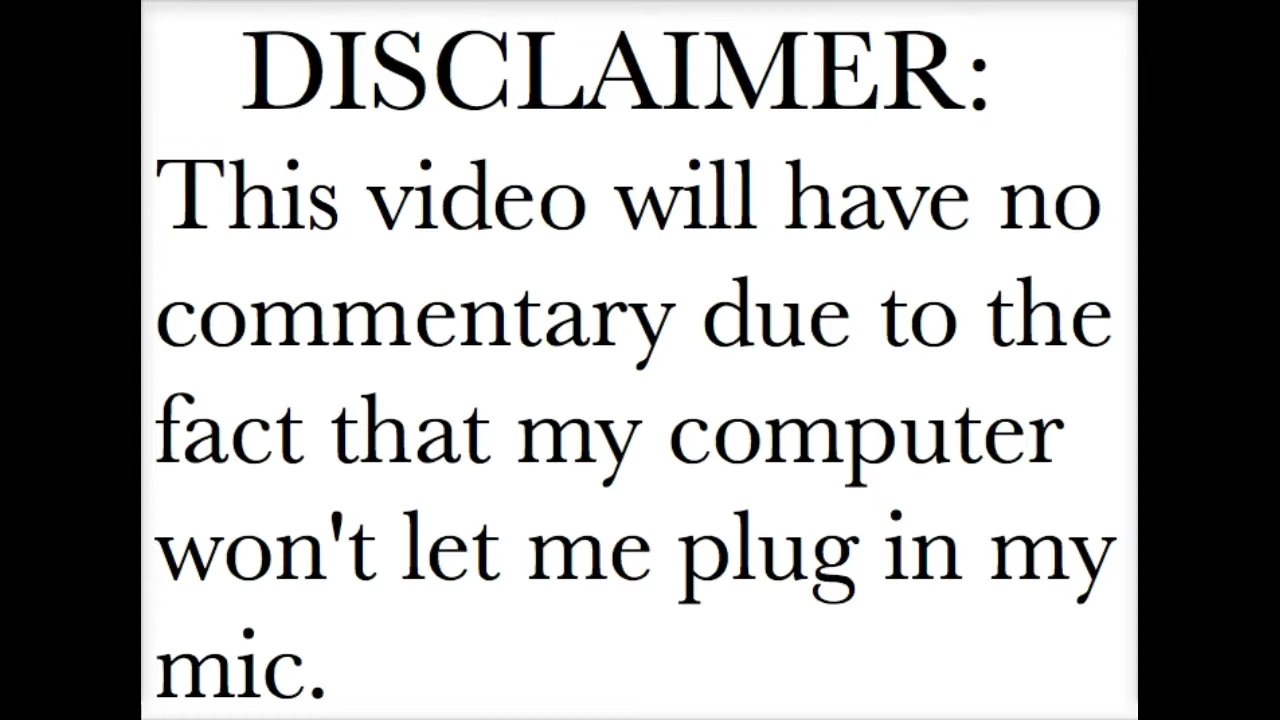 DISCLAIMER:
This video will have no
commentary due to the
fact that my computer
won't let me plug in my
mic.